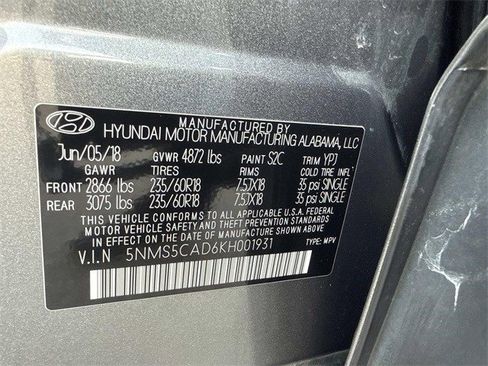 MANUFACTURED BY
HYUNDAI MOTOR MANUFACTURING ALABAMA, LLC
Jun/05/18 GVWR 4872 lbs PAINT S2C TRIM YPJ
GAWR TIRES RIMS COLD TIRE INFL'
FRONT 2866 lbs 235/60R18 7.5JX18 35 psi SINGLE
REAR 3075 lbs 235/60R18 7.5JX18 35 psi SINGLE
THIS VEHICLE CONFORMS TO ALL APPLICABLE U.S.A. FEDERAL
MOTOR VEHICLE SAFETY, BUMPER, AND THEFT PREVENTION
STANDARDS IN EFFECT ON THE DATE OF MANUFACTURE SHOWN ABOVE.
V.I.N 5NMS5CAD6KH001931 TYPE: MPV